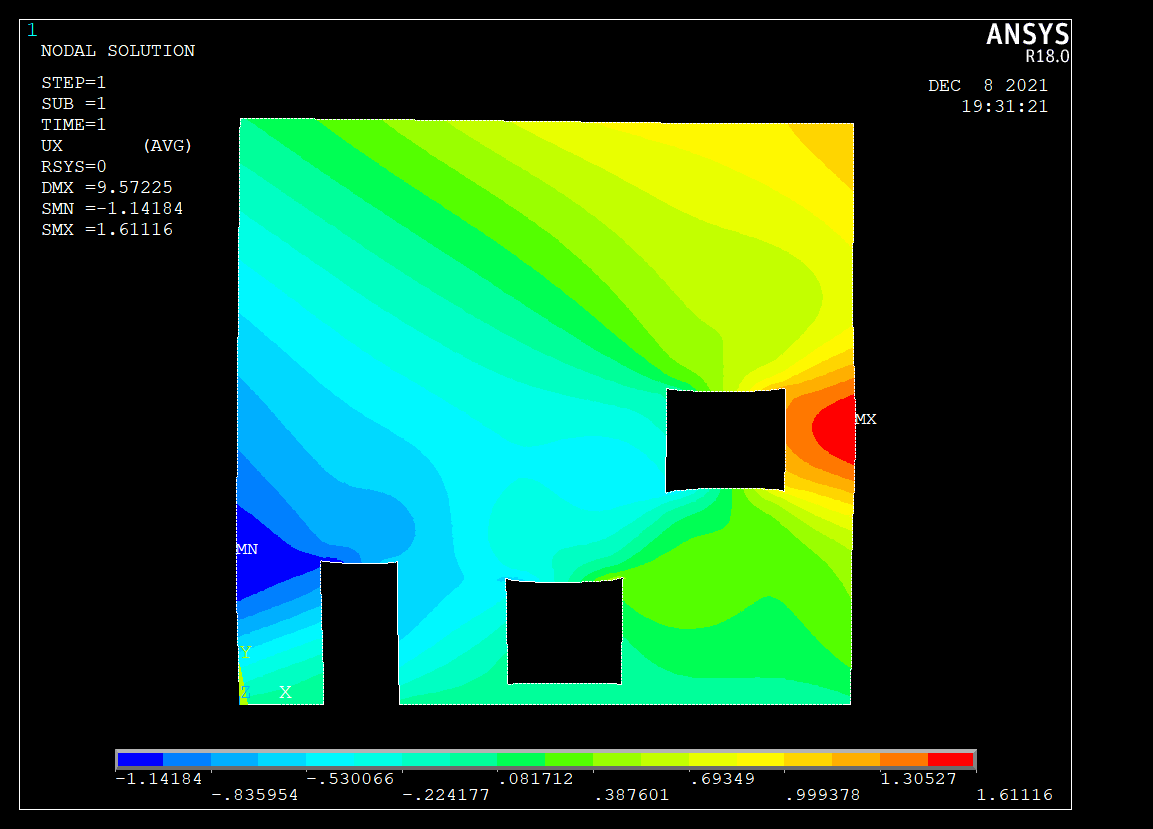 1
ANSYS
R18.0
NODAL SOLUTION
STEP=1
SUB =1
TIME=1
UX (AVG)
RSYS=0
DMX =9.57225
SMN =-1.14184
SMX =1.61116
DEC 8 2021
19:31:21
MX
MN
Y
Z X
-1.14184 -.530066 .081712 .69349 1.30527
-.835954 -.224177 .387601 .999378 1.61116